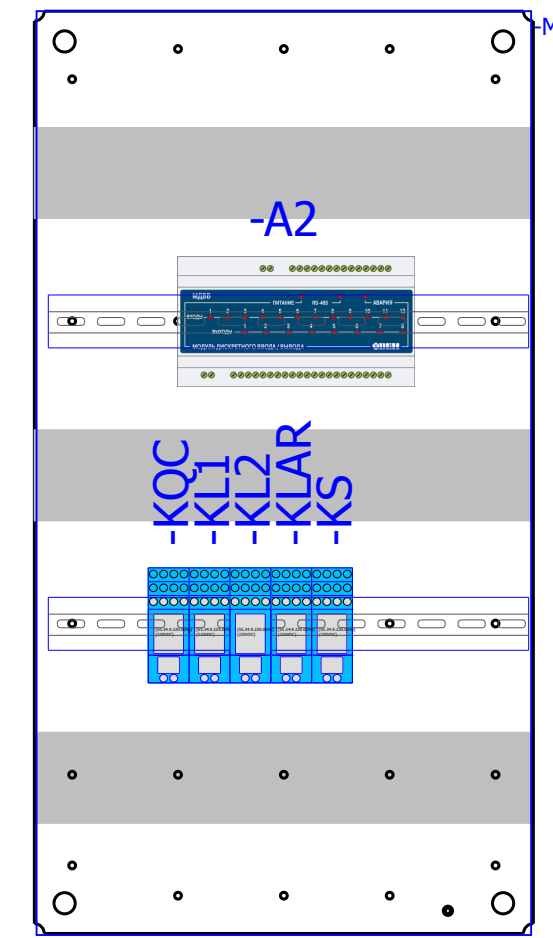 -M
-A2
МДВВ
ПИТАНИЕ
RS-485
АВАРИЯ
1 2 3 4 5 6 7 8 9 10 11 12
ВХОДЫ
1 2 3 4 5 6 7 8
ВЫХОДЫ
МОДУЛЬ ДИСКРЕТНОГО ВВОДА / ВЫВОДА
-KQC
-KL1
-KL2
-KLAR
-KS